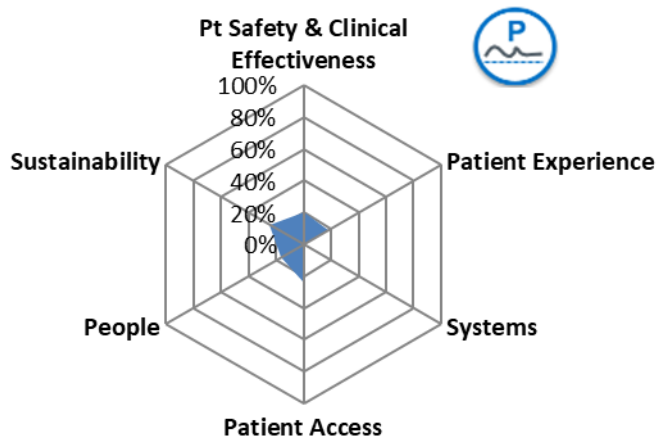 Pt Safety & Clinical
Effectiveness
P
100%
80%
60%
40%
20%
0%
Sustainability
Patient Experience
People
Systems
Patient Access